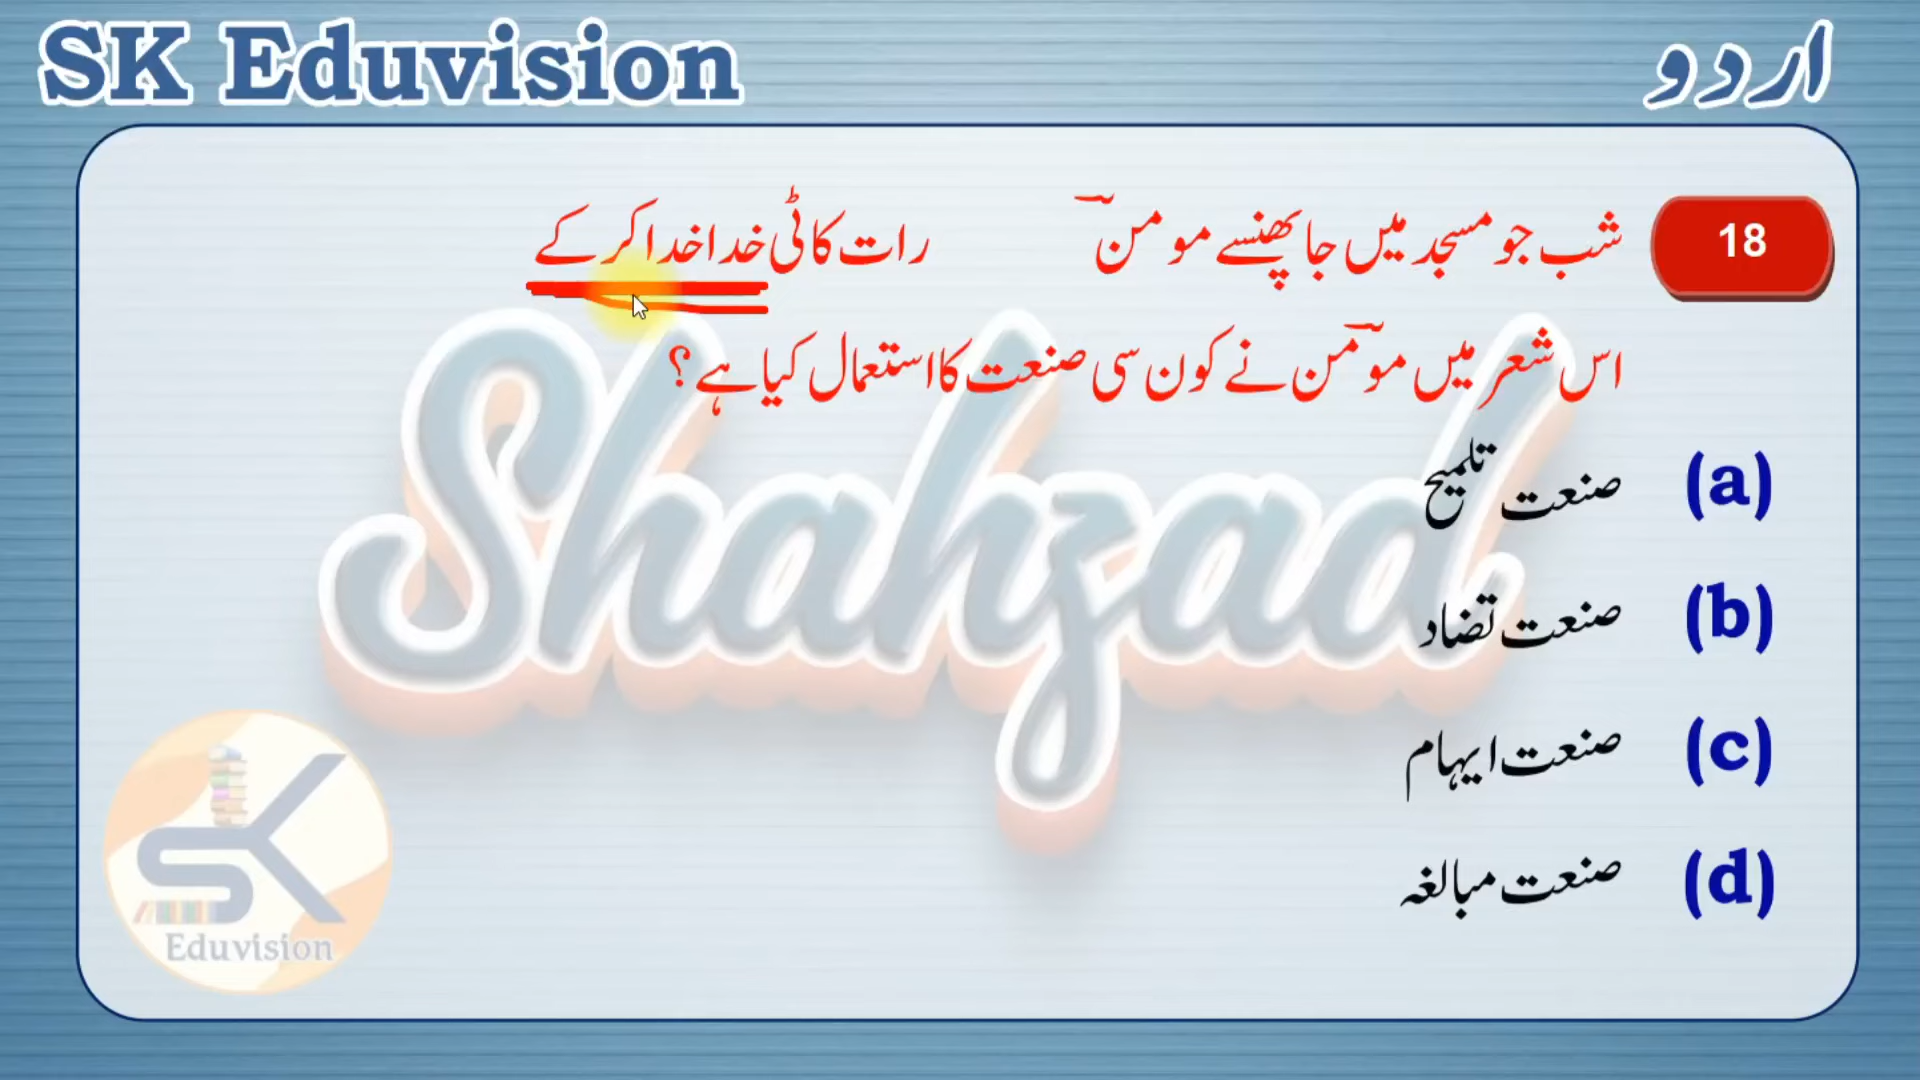 SK Eduvision
اردو
18
شب جو مسجد میں جا پھنسے مومنؔ رات کاٹی خدا خدا کر کے
اس شعر میں مومنؔ نے کون سی صنعت کا استعمال کیا ہے؟
(a) صنعت تلمیح
(b) صنعت تضاد
(c) صنعت ایہام
(d) صنعت مبالغہ
Shahzad
SK
Eduvision